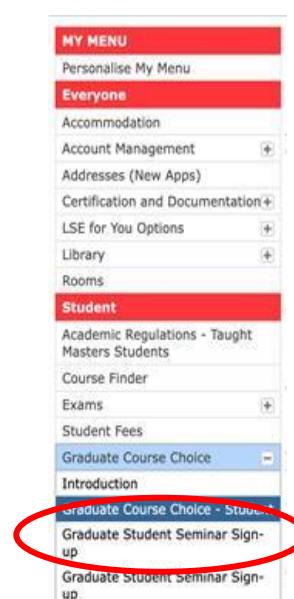 MY MENU
Personalise My Menu
Everyone
Accommodation
Account Management
Addresses (New Apps)
Certification and Documentation
LSE for You Options
Library
Rooms
Student
Academic Regulations - Taught
Masters Students
Course Finder
Exams
Student Fees
Graduate Course Choice
Introduction
Graduate Course Choice - Student
Graduate Student Seminar Sign-
up
Graduate Student Seminar Sign-
up